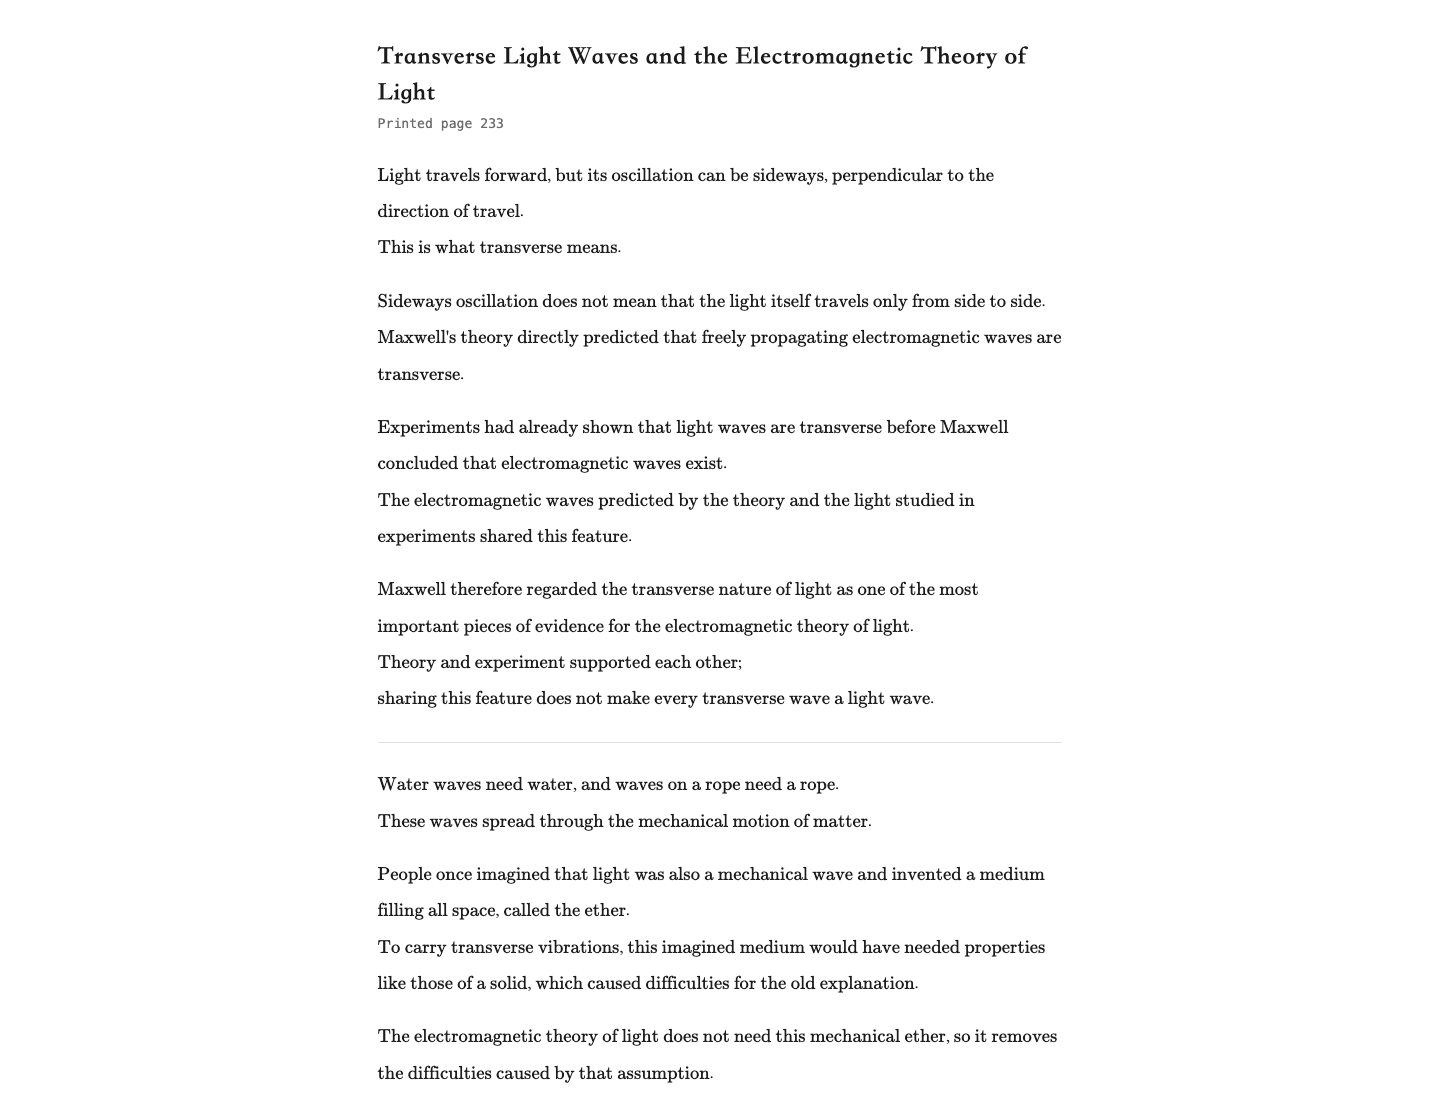 Transverse Light Waves and the Electromagnetic Theory of
Light
Printed page 233
Light travels forward, but its oscillation can be sideways, perpendicular to the
direction of travel.
This is what transverse means.
Sideways oscillation does not mean that the light itself travels only from side to side.
Maxwell's theory directly predicted that freely propagating electromagnetic waves are
transverse.
Experiments had already shown that light waves are transverse before Maxwell
concluded that electromagnetic waves exist.
The electromagnetic waves predicted by the theory and the light studied in
experiments shared this feature.
Maxwell therefore regarded the transverse nature of light as one of the most
important pieces of evidence for the electromagnetic theory of light.
Theory and experiment supported each other;
sharing this feature does not make every transverse wave a light wave.
Water waves need water, and waves on a rope need a rope.
These waves spread through the mechanical motion of matter.
People once imagined that light was also a mechanical wave and invented a medium
filling all space, called the ether.
To carry transverse vibrations, this imagined medium would have needed properties
like those of a solid, which caused difficulties for the old explanation.
The electromagnetic theory of light does not need this mechanical ether, so it removes
the difficulties caused by that assumption.